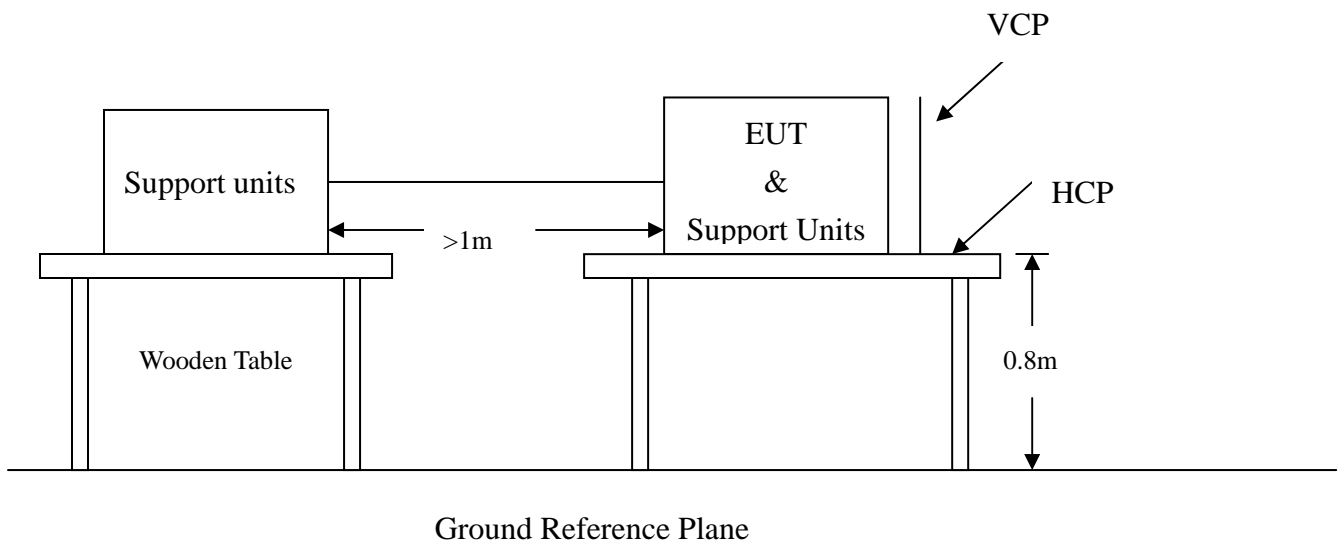 VCP
EUT
Support units
&
HCP
Support Units
>1m
Wooden Table
0.8m
Ground Reference Plane